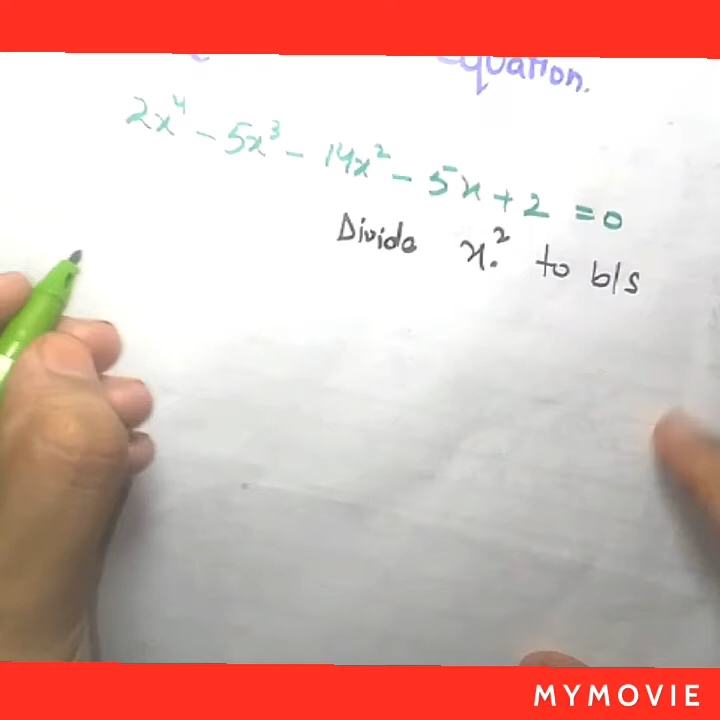 Equation.
2x⁴ - 5x³ - 14x² - 5x + 2 = 0
Divide x.² to b/s
MYMOVIE